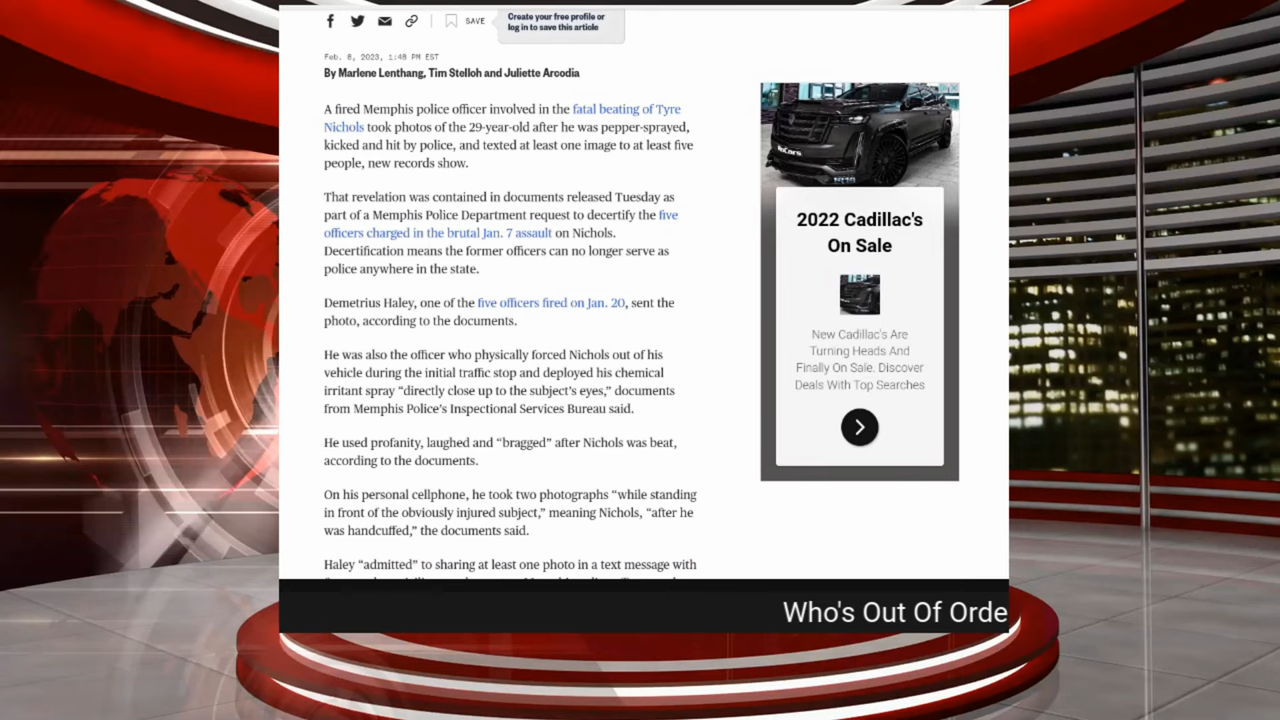 SAVE
Create your free profile or
log in to save this article
Feb. 8, 2023, 1:48 PM EST
By Marlene Lenthang, Tim Stelloh and Juliette Arcodia
A fired Memphis police officer involved in the fatal beating of Tyre
Nichols took photos of the 29-year-old after he was pepper-sprayed,
kicked and hit by police, and texted at least one image to at least five
people, new records show.
That revelation was contained in documents released Tuesday as
part of a Memphis Police Department request to decertify the five
officers charged in the brutal Jan. 7 assault on Nichols.
Decertification means the former officers can no longer serve as
police anywhere in the state.
Demetrius Haley, one of the five officers fired on Jan. 20, sent the
photo, according to the documents.
He was also the officer who physically forced Nichols out of his
vehicle during the initial traffic stop and deployed his chemical
irritant spray “directly close up to the subject’s eyes,” documents
from Memphis Police’s Inspectional Services Bureau said.
He used profanity, laughed and “bragged” after Nichols was beat,
according to the documents.
On his personal cellphone, he took two photographs “while standing
in front of the obviously injured subject,” meaning Nichols, “after he
was handcuffed,” the documents said.
Haley “admitted” to sharing at least one photo in a text message with
2022 Cadillac's
On Sale
New Cadillac's Are
Turning Heads And
Finally On Sale. Discover
Deals With Top Searches
Who's Out Of Orde